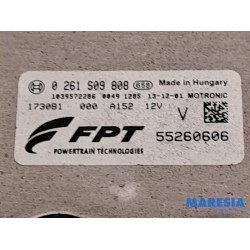 0 261 S09 808 658 Made in Hungary
1039S72286 0049 1285 13-12-01 MOTRONIC
1730B1 000 A152 12V V
FPT 55260606
POWERTRAIN TECHNOLOGIES
MARESIA